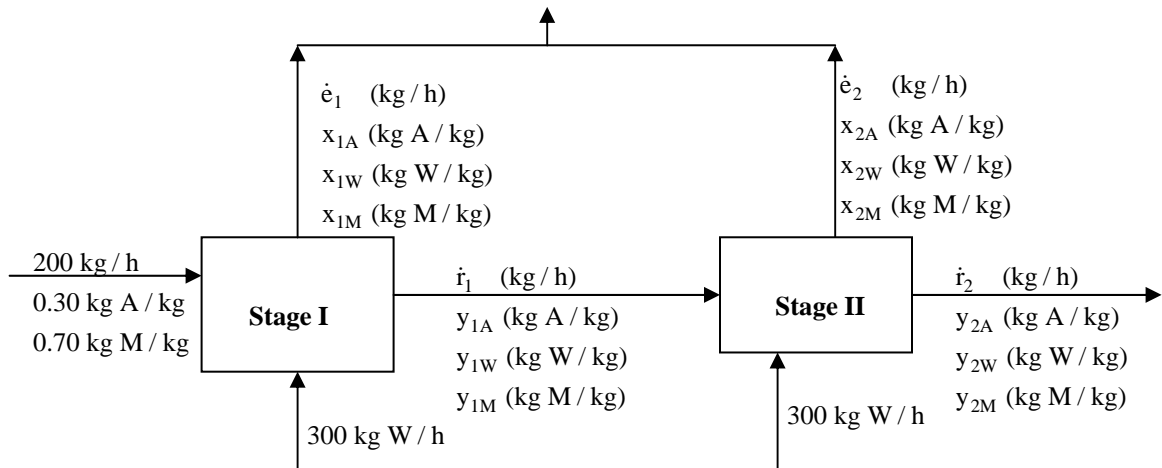 ė₁ (kg / h)
x₁A (kg A / kg)
x₁W (kg W / kg)
x₁M (kg M / kg)
ė₂ (kg / h)
x₂A (kg A / kg)
x₂W (kg W / kg)
x₂M (kg M / kg)
200 kg / h
0.30 kg A / kg
0.70 kg M / kg
Stage I
ṙ₁ (kg / h)
y₁A (kg A / kg)
y₁W (kg W / kg)
y₁M (kg M / kg)
Stage II
ṙ₂ (kg / h)
y₂A (kg A / kg)
y₂W (kg W / kg)
y₂M (kg M / kg)
300 kg W / h
300 kg W / h